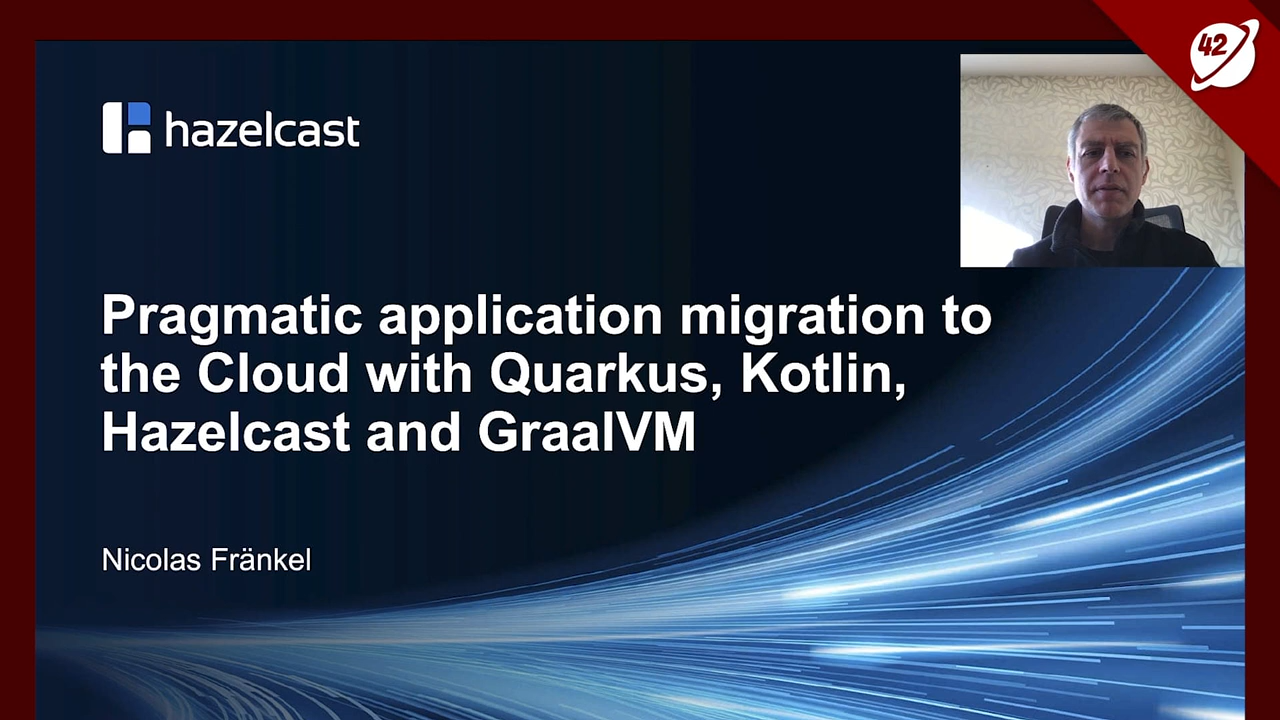 42
hazelcast
Pragmatic application migration to
the Cloud with Quarkus, Kotlin,
Hazelcast and GraalVM
Nicolas Fränkel